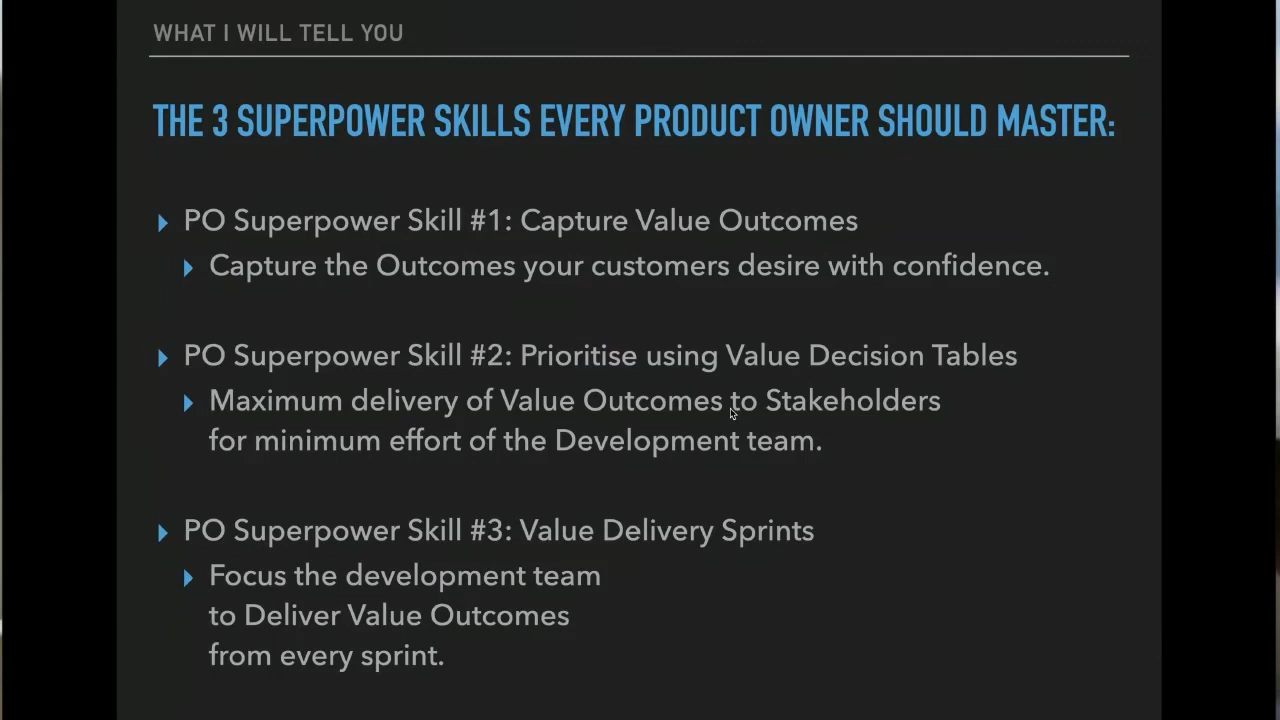 WHAT I WILL TELL YOU
THE 3 SUPERPOWER SKILLS EVERY PRODUCT OWNER SHOULD MASTER:
PO Superpower Skill #1: Capture Value Outcomes
Capture the Outcomes your customers desire with confidence.
PO Superpower Skill #2: Prioritise using Value Decision Tables
Maximum delivery of Value Outcomes to Stakeholders
for minimum effort of the Development team.
PO Superpower Skill #3: Value Delivery Sprints
Focus the development team
to Deliver Value Outcomes
from every sprint.